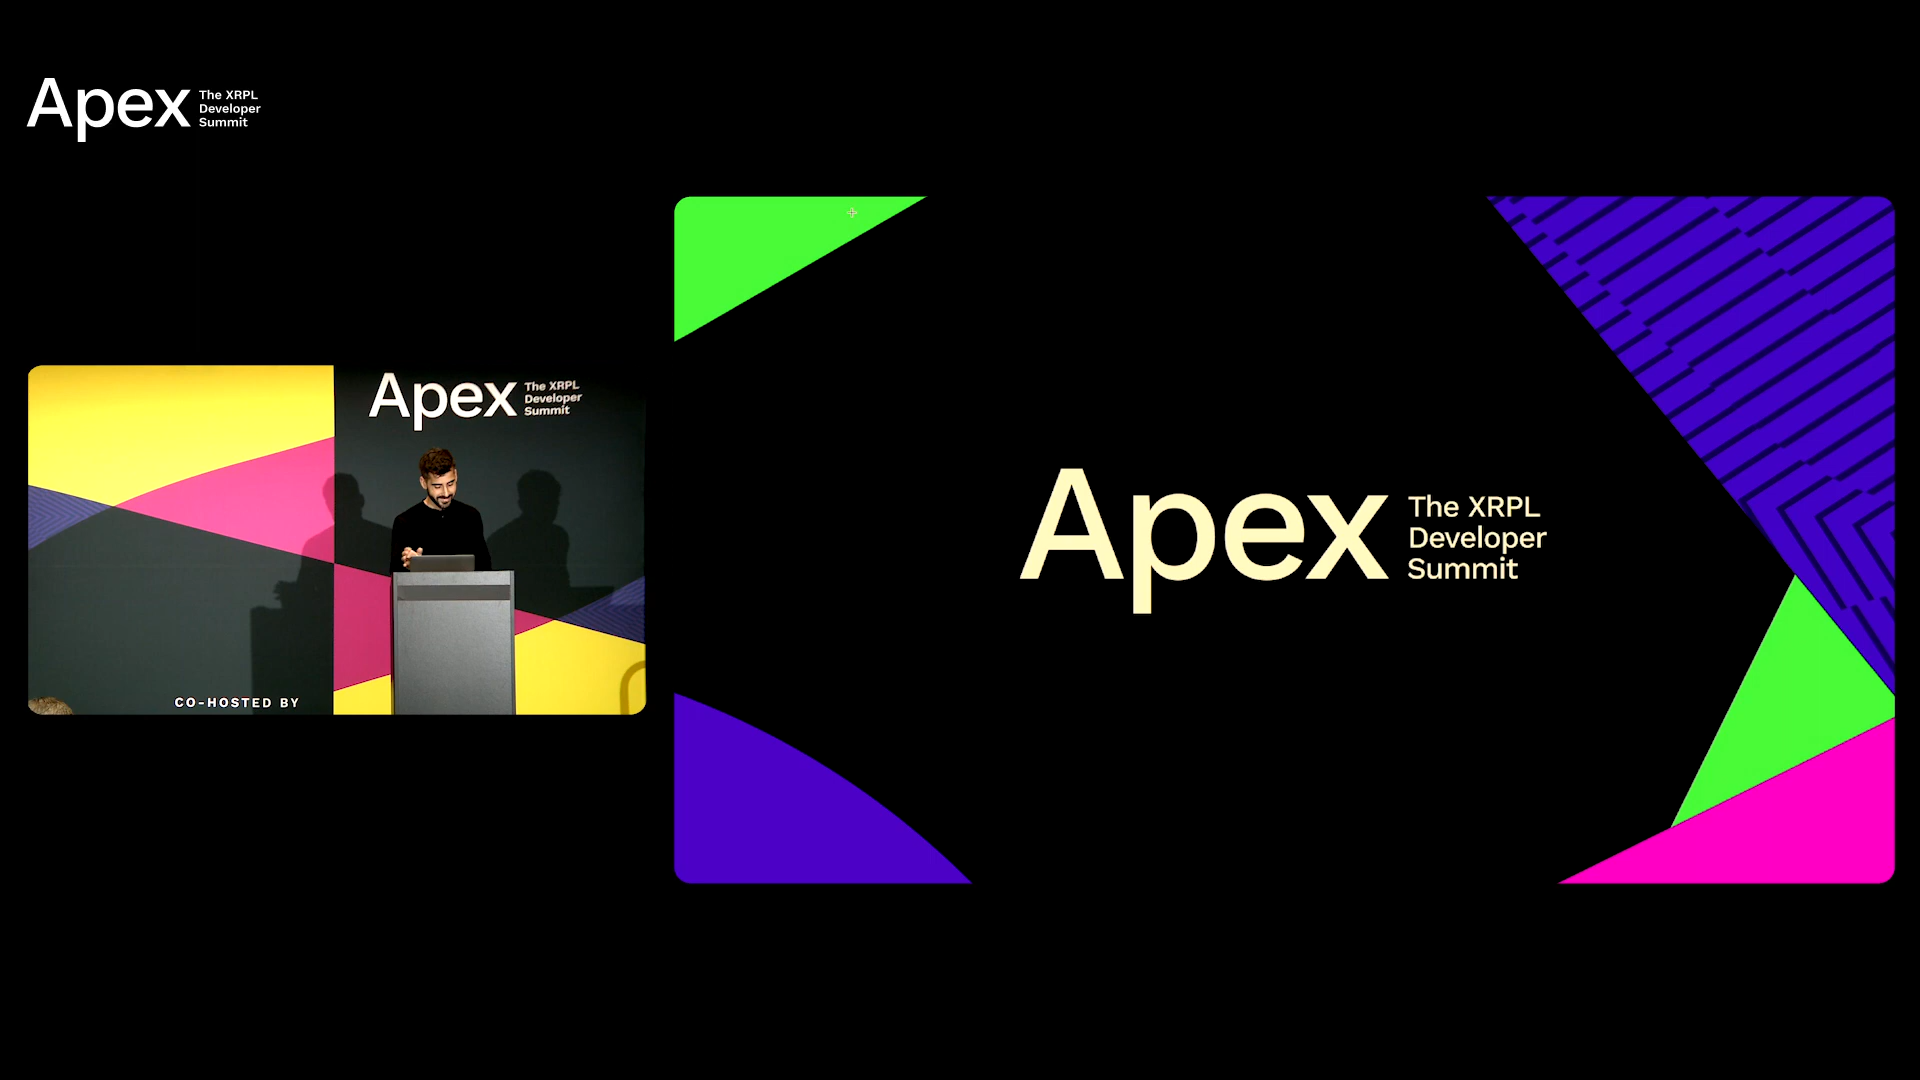 Apex
The XRPL
Developer
Summit
Apex
The XRPL
Developer
Summit
CO-HOSTED BY
Apex
The XRPL
Developer
Summit